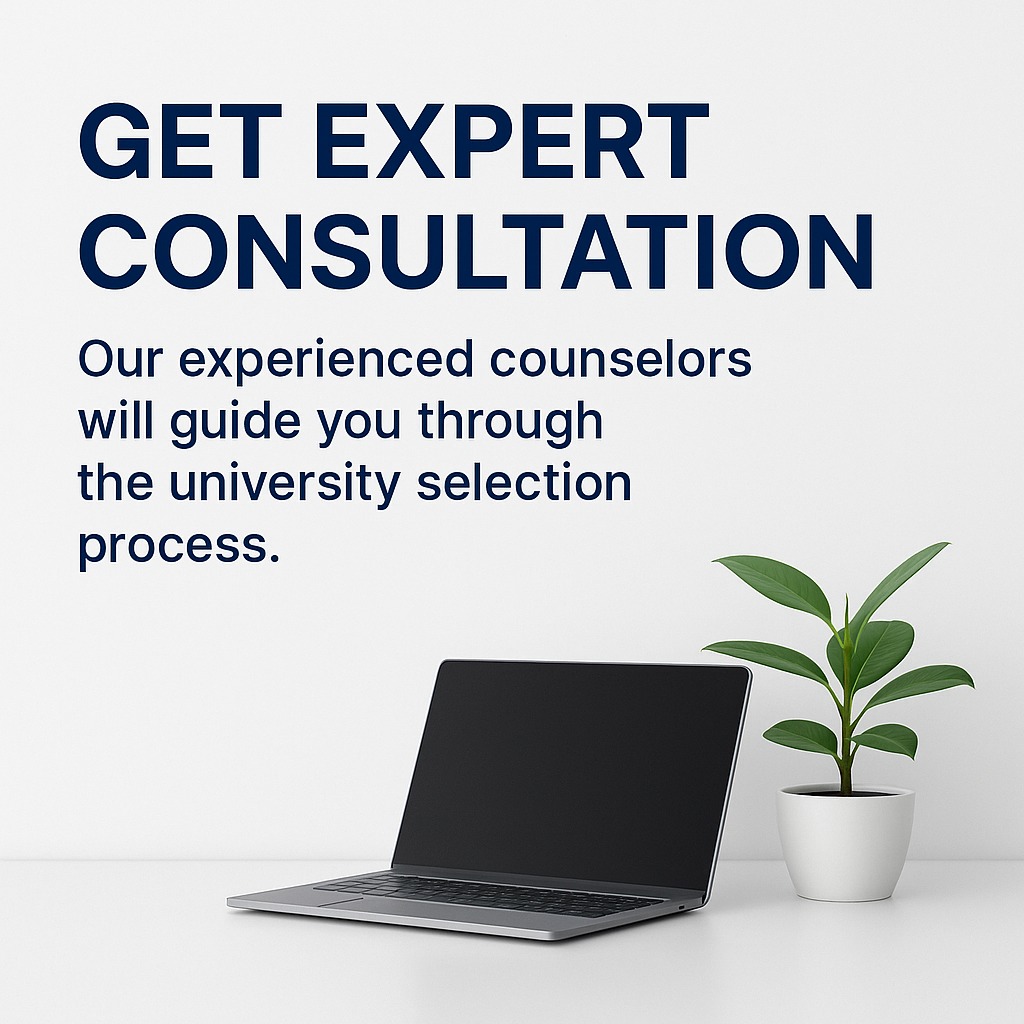 GET EXPERT
CONSULTATION
Our experienced counselors
will guide you through
the university selection
process.